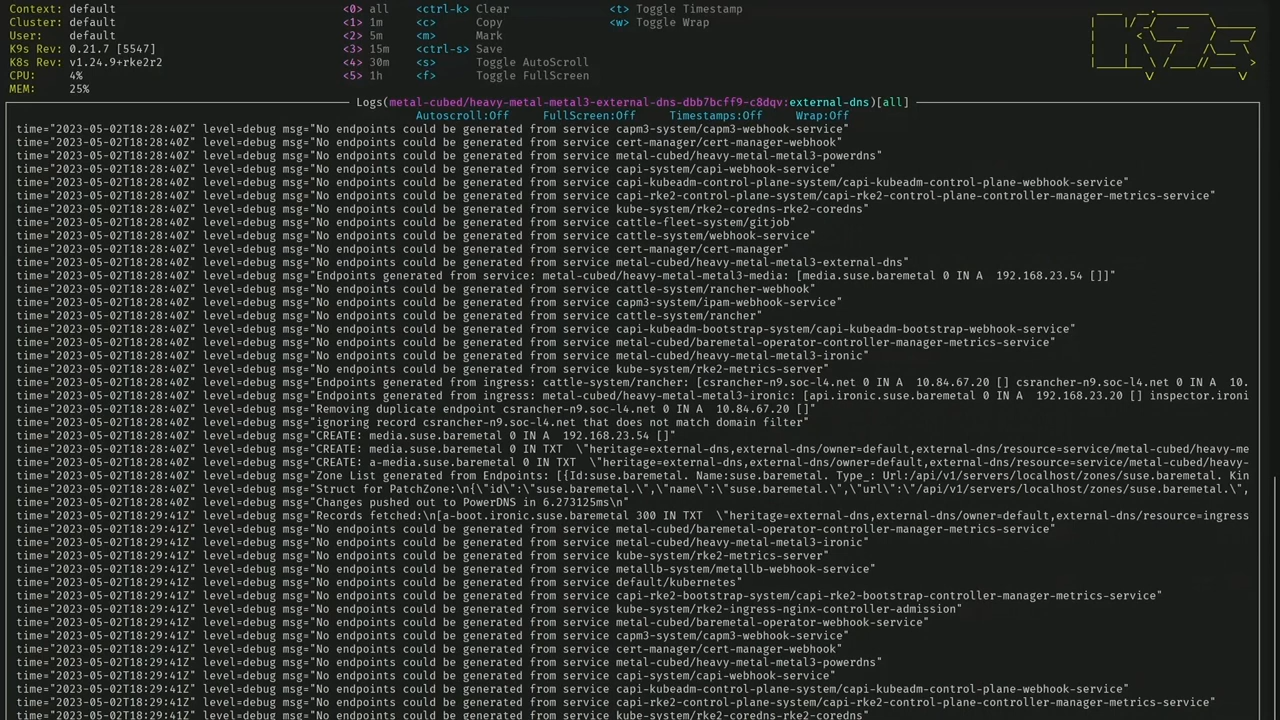 Context: default <0> all <ctrl-k> Clear <t> Toggle Timestamp
Cluster: default <1> 1m <c> Copy <w> Toggle Wrap
User: default <2> 5m <m> Mark
K9s Rev: 0.21.7 [5547] <3> 15m <ctrl-s> Save
K8s Rev: v1.24.9+rke2r2 <4> 30m <s> Toggle AutoScroll
CPU: 4% <5> 1h <f> Toggle FullScreen
MEM: 25%
Logs(metal-cubed/heavy-metal-metal3-external-dns-dbb7bcff9-c8dqv:external-dns)[all]
Autoscroll:Off FullScreen:Off Timestamps:Off Wrap:Off
time="2023-05-02T18:28:40Z" level=debug msg="No endpoints could be generated from service capm3-system/capm3-webhook-service"
time="2023-05-02T18:28:40Z" level=debug msg="No endpoints could be generated from service cert-manager/cert-manager-webhook"
time="2023-05-02T18:28:40Z" level=debug msg="No endpoints could be generated from service metal-cubed/heavy-metal-metal3-powerdns"
time="2023-05-02T18:28:40Z" level=debug msg="No endpoints could be generated from service capi-system/capi-webhook-service"
time="2023-05-02T18:28:40Z" level=debug msg="No endpoints could be generated from service capi-kubeadm-control-plane-system/capi-kubeadm-control-plane-webhook-service"
time="2023-05-02T18:28:40Z" level=debug msg="No endpoints could be generated from service capi-rke2-control-plane-system/capi-rke2-control-plane-controller-manager-metrics-service"
time="2023-05-02T18:28:40Z" level=debug msg="No endpoints could be generated from service kube-system/rke2-coredns-rke2-coredns"
time="2023-05-02T18:28:40Z" level=debug msg="No endpoints could be generated from service cattle-fleet-system/gitjob"
time="2023-05-02T18:28:40Z" level=debug msg="No endpoints could be generated from service cattle-system/webhook-service"
time="2023-05-02T18:28:40Z" level=debug msg="No endpoints could be generated from service cert-manager/cert-manager"
time="2023-05-02T18:28:40Z" level=debug msg="No endpoints could be generated from service metal-cubed/heavy-metal-metal3-external-dns"
time="2023-05-02T18:28:40Z" level=debug msg="Endpoints generated from service: metal-cubed/heavy-metal-metal3-media: [media.suse.baremetal 0 IN A  192.168.23.54 []]"
time="2023-05-02T18:28:40Z" level=debug msg="No endpoints could be generated from service cattle-system/rancher-webhook"
time="2023-05-02T18:28:40Z" level=debug msg="No endpoints could be generated from service capm3-system/ipam-webhook-service"
time="2023-05-02T18:28:40Z" level=debug msg="No endpoints could be generated from service cattle-system/rancher"
time="2023-05-02T18:28:40Z" level=debug msg="No endpoints could be generated from service capi-kubeadm-bootstrap-system/capi-kubeadm-bootstrap-webhook-service"
time="2023-05-02T18:28:40Z" level=debug msg="No endpoints could be generated from service metal-cubed/baremetal-operator-controller-manager-metrics-service"
time="2023-05-02T18:28:40Z" level=debug msg="No endpoints could be generated from service metal-cubed/heavy-metal-metal3-ironic"
time="2023-05-02T18:28:40Z" level=debug msg="No endpoints could be generated from service kube-system/rke2-metrics-server"
time="2023-05-02T18:28:40Z" level=debug msg="Endpoints generated from ingress: cattle-system/rancher: [csrancher-n9.soc-l4.net 0 IN A  10.84.67.20 [] csrancher-n9.soc-l4.net 0 IN A  10.
time="2023-05-02T18:28:40Z" level=debug msg="Endpoints generated from ingress: metal-cubed/heavy-metal-metal3-ironic: [api.ironic.suse.baremetal 0 IN A  192.168.23.20 [] inspector.ironi
time="2023-05-02T18:28:40Z" level=debug msg="Removing duplicate endpoint csrancher-n9.soc-l4.net 0 IN A  10.84.67.20 []"
time="2023-05-02T18:28:40Z" level=debug msg="ignoring record csrancher-n9.soc-l4.net that does not match domain filter"
time="2023-05-02T18:28:40Z" level=debug msg="CREATE: media.suse.baremetal 0 IN A  192.168.23.54 []"
time="2023-05-02T18:28:40Z" level=debug msg="CREATE: media.suse.baremetal 0 IN TXT  \"heritage=external-dns,external-dns/owner=default,external-dns/resource=service/metal-cubed/heavy-me
time="2023-05-02T18:28:40Z" level=debug msg="CREATE: a-media.suse.baremetal 0 IN TXT  \"heritage=external-dns,external-dns/owner=default,external-dns/resource=service/metal-cubed/heavy-
time="2023-05-02T18:28:40Z" level=debug msg="Zone List generated from Endpoints: [{Id:suse.baremetal. Name:suse.baremetal. Type_: Url:/api/v1/servers/localhost/zones/suse.baremetal. Kin
time="2023-05-02T18:28:40Z" level=debug msg="Struct for PatchZone:\n{\"id\":\"suse.baremetal.\",\"name\":\"suse.baremetal.\",\"url\":\"/api/v1/servers/localhost/zones/suse.baremetal.\",
time="2023-05-02T18:28:40Z" level=debug msg="Changes pushed out to PowerDNS in 6.273125ms\n"
time="2023-05-02T18:29:41Z" level=debug msg="Records fetched:\n[a-boot.ironic.suse.baremetal 300 IN TXT  \"heritage=external-dns,external-dns/owner=default,external-dns/resource=ingress
time="2023-05-02T18:29:41Z" level=debug msg="No endpoints could be generated from service metal-cubed/baremetal-operator-controller-manager-metrics-service"
time="2023-05-02T18:29:41Z" level=debug msg="No endpoints could be generated from service metal-cubed/heavy-metal-metal3-ironic"
time="2023-05-02T18:29:41Z" level=debug msg="No endpoints could be generated from service kube-system/rke2-metrics-server"
time="2023-05-02T18:29:41Z" level=debug msg="No endpoints could be generated from service metallb-system/metallb-webhook-service"
time="2023-05-02T18:29:41Z" level=debug msg="No endpoints could be generated from service default/kubernetes"
time="2023-05-02T18:29:41Z" level=debug msg="No endpoints could be generated from service capi-rke2-bootstrap-system/capi-rke2-bootstrap-controller-manager-metrics-service"
time="2023-05-02T18:29:41Z" level=debug msg="No endpoints could be generated from service kube-system/rke2-ingress-nginx-controller-admission"
time="2023-05-02T18:29:41Z" level=debug msg="No endpoints could be generated from service metal-cubed/baremetal-operator-webhook-service"
time="2023-05-02T18:29:41Z" level=debug msg="No endpoints could be generated from service capm3-system/capm3-webhook-service"
time="2023-05-02T18:29:41Z" level=debug msg="No endpoints could be generated from service cert-manager/cert-manager-webhook"
time="2023-05-02T18:29:41Z" level=debug msg="No endpoints could be generated from service metal-cubed/heavy-metal-metal3-powerdns"
time="2023-05-02T18:29:41Z" level=debug msg="No endpoints could be generated from service capi-system/capi-webhook-service"
time="2023-05-02T18:29:41Z" level=debug msg="No endpoints could be generated from service capi-kubeadm-control-plane-system/capi-kubeadm-control-plane-webhook-service"
time="2023-05-02T18:29:41Z" level=debug msg="No endpoints could be generated from service capi-rke2-control-plane-system/capi-rke2-control-plane-controller-manager-metrics-service"
time="2023-05-02T18:29:41Z" level=debug msg="No endpoints could be generated from service kube-system/rke2-coredns-rke2-coredns"